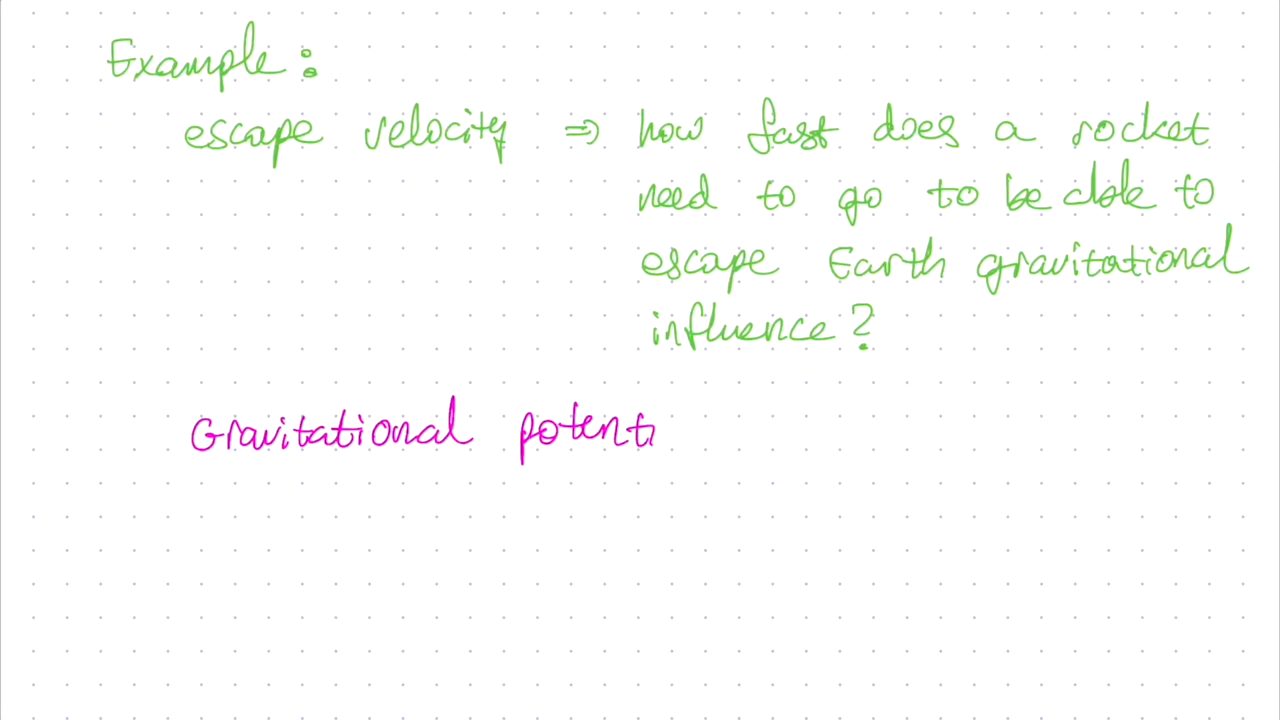 Example:
escape velocity ⇒ how fast does a rocket
need to go to be able to
escape Earth gravitational
influence?
Gravitational potenti